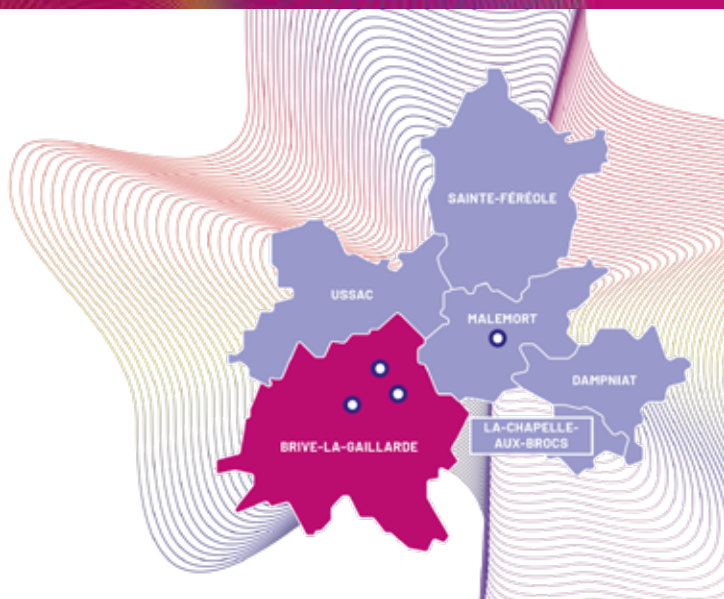 SAINTE-FÉRÉOLE
USSAC
MALEMORT
DAMPNIAT
LA-CHAPELLE-
AUX-BROCS
BRIVE-LA-GAILLARDE